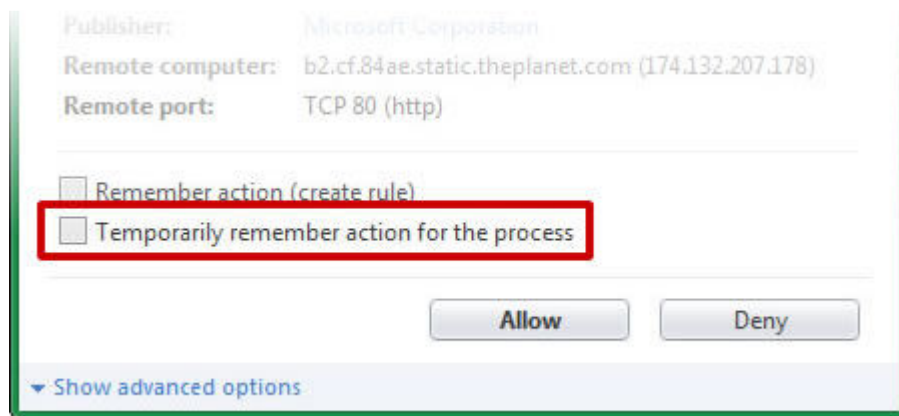 Publisher: Microsoft Corporation
Remote computer: b2.cf.84ae.static.theplanet.com (174.132.207.178)
Remote port: TCP 80 (http)
Remember action (create rule)
Temporarily remember action for the process
Allow Deny
Show advanced options